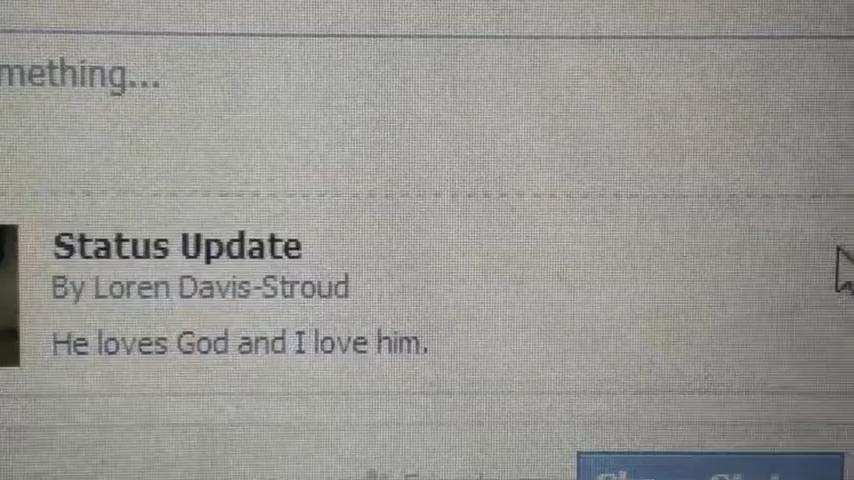 mething...
Status Update
By Loren Davis-Stroud
He loves God and I love him.